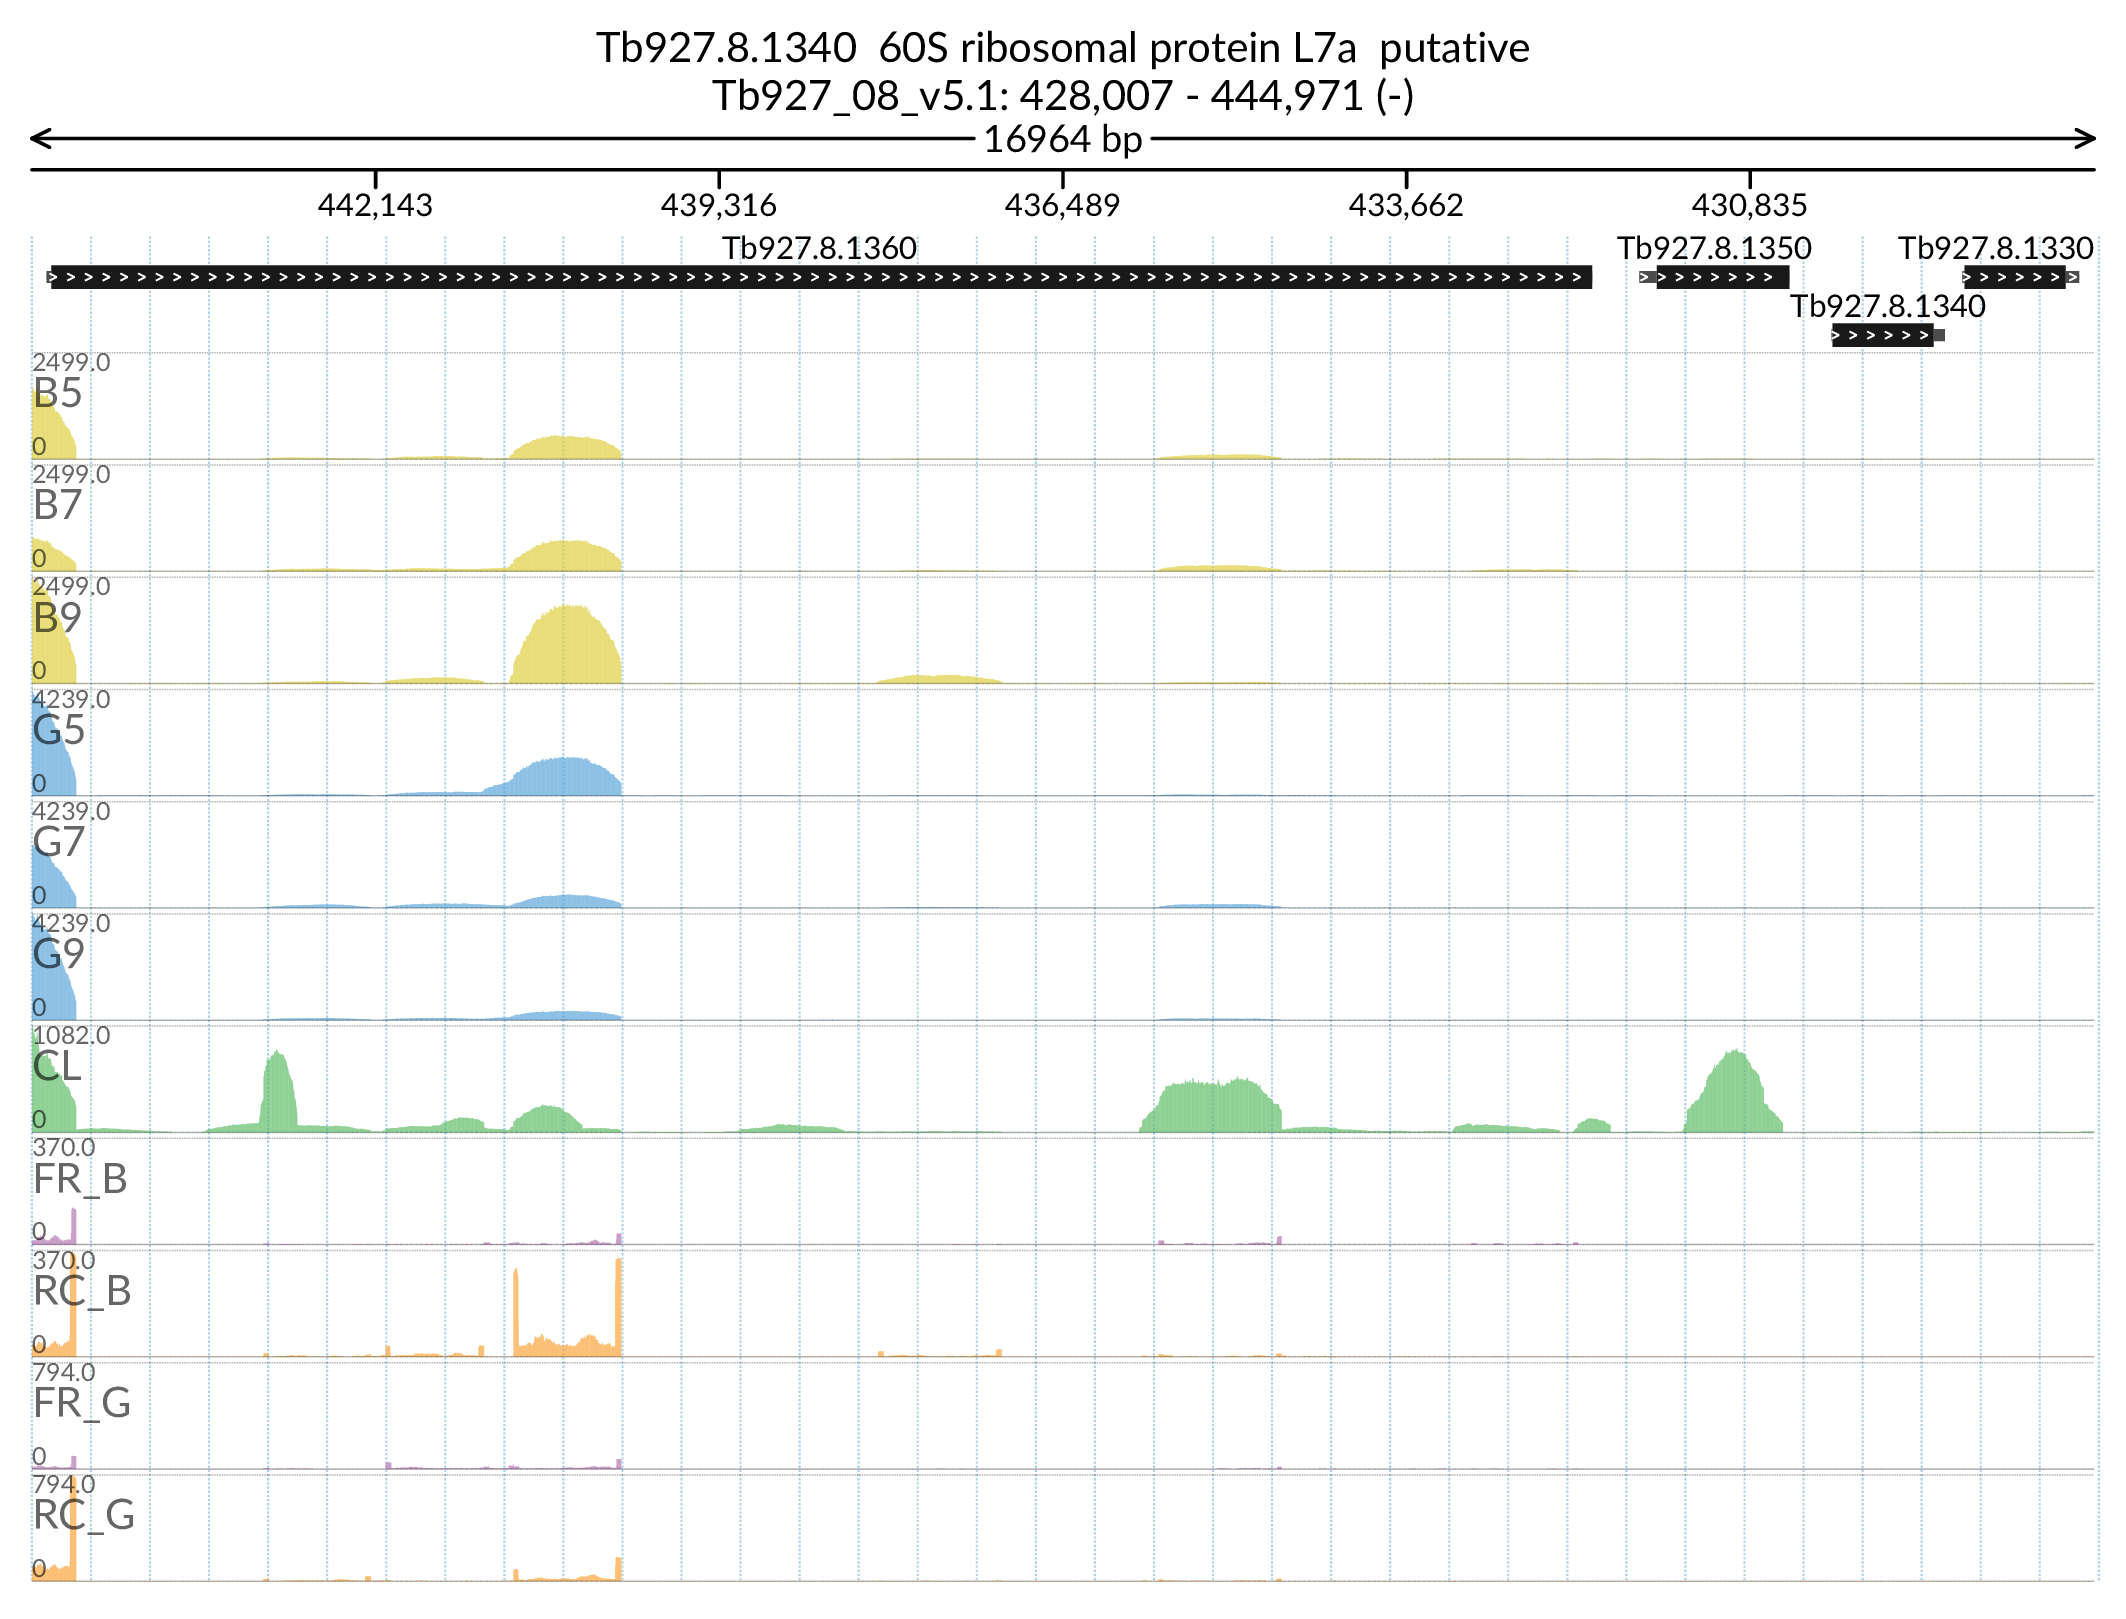 Tb927.8.1340  60S ribosomal protein L7a  putative
Tb927_08_v5.1: 428,007 - 444,971 (-)
16964 bp
442,143 439,316 436,489 433,662 430,835
Tb927.8.1360 Tb927.8.1350 Tb927.8.1330
Tb927.8.1340
2499.0
B5
0
2499.0
B7
0
2499.0
B9
0
4239.0
G5
0
4239.0
G7
0
4239.0
G9
0
1082.0
CL
0
370.0
FR_B
0
370.0
RC_B
0
794.0
FR_G
0
794.0
RC_G
0